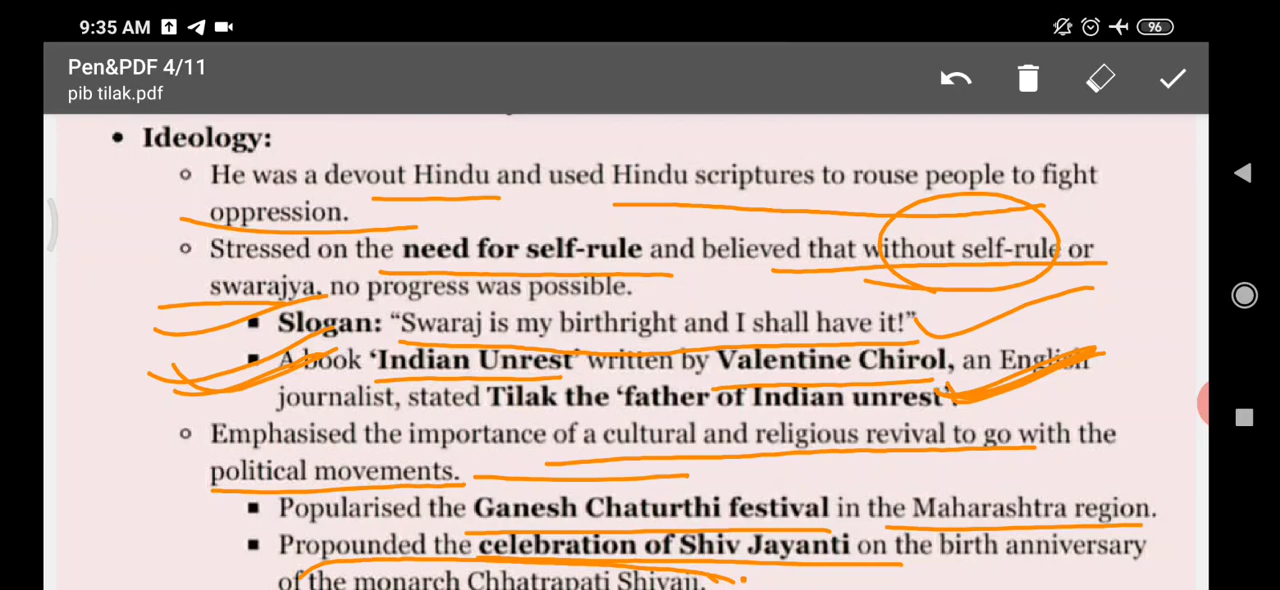 9:35 AM
96
Pen&PDF 4/11
pib tilak.pdf
• Ideology:
He was a devout Hindu and used Hindu scriptures to rouse people to fight
oppression.
Stressed on the need for self-rule and believed that without self-rule or
swarajya, no progress was possible.
▪ Slogan: “Swaraj is my birthright and I shall have it!”
▪ A book ‘Indian Unrest’ written by Valentine Chirol, an English
journalist, stated Tilak the ‘father of Indian unrest’.
Emphasised the importance of a cultural and religious revival to go with the
political movements.
▪ Popularised the Ganesh Chaturthi festival in the Maharashtra region.
▪ Propounded the celebration of Shiv Jayanti on the birth anniversary
of the monarch Chhatrapati Shivaji.